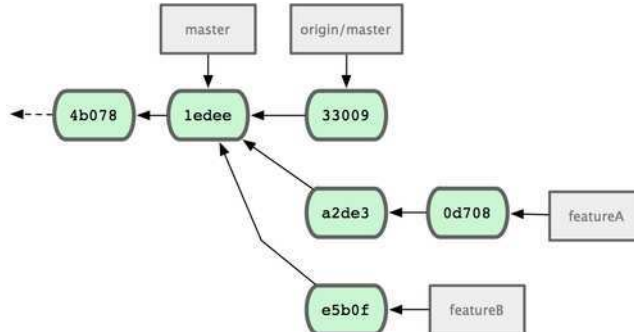 master
origin/master
4b078
1edee
33009
a2de3
0d708
featureA
e5b0f
featureB